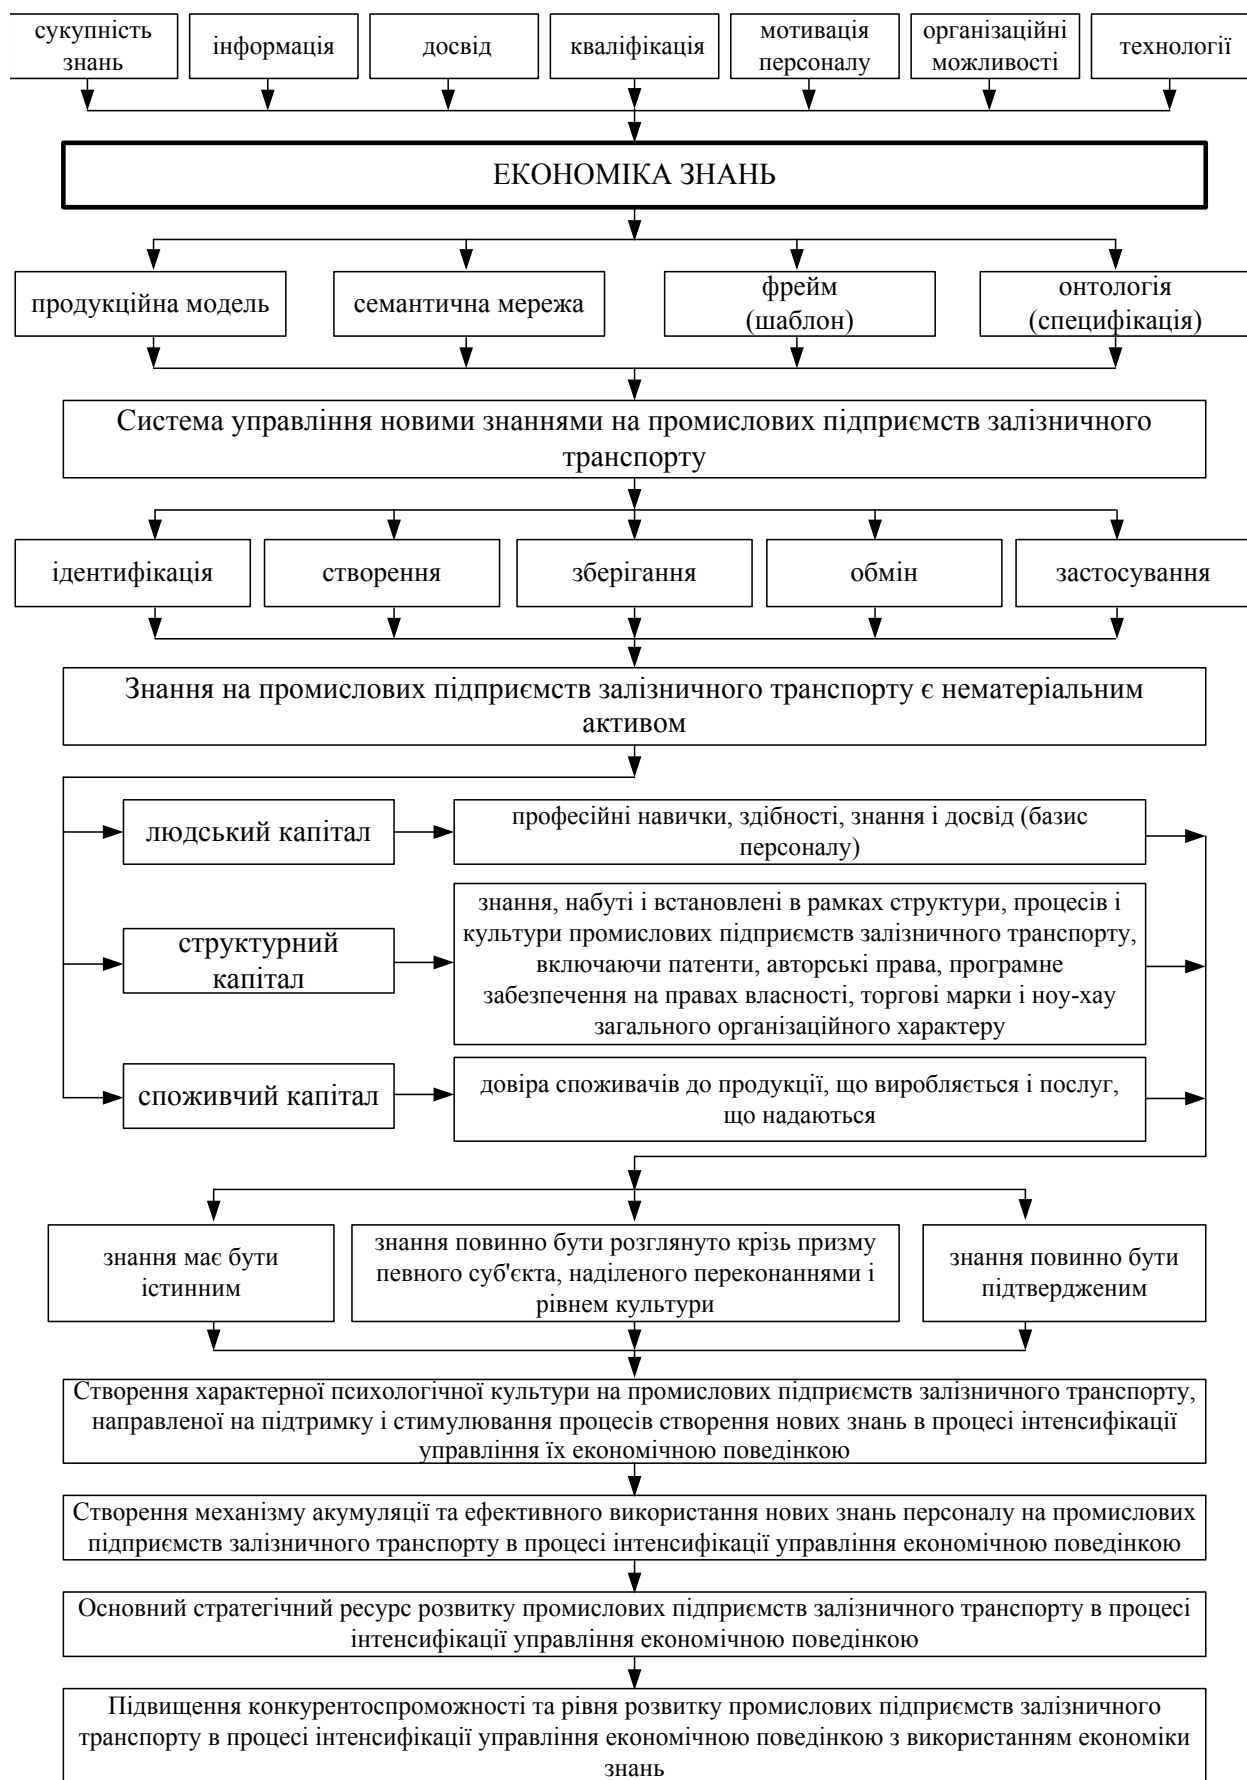 сукупність
знань
інформація
досвід
кваліфікація
мотивація
персоналу
організаційні
можливості
технології
ЕКОНОМІКА ЗНАНЬ
продукційна модель
семантична мережа
фрейм
(шаблон)
онтологія
(специфікація)
Система управління новими знаннями на промислових підприємств залізничного
транспорту
ідентифікація
створення
зберігання
обмін
застосування
Знання на промислових підприємств залізничного транспорту є нематеріальним
активом
людський капітал
професійні навички, здібності, знання і досвід (базис
персоналу)
структурний
капітал
знання, набуті і встановлені в рамках структури, процесів і
культури промислових підприємств залізничного транспорту,
включаючи патенти, авторські права, програмне
забезпечення на правах власності, торгові марки і ноу-хау
загального організаційного характеру
споживчий капітал
довіра споживачів до продукції, що виробляється і послуг,
що надаються
знання має бути
істинним
знання повинно бути розглянуто крізь призму
певного суб'єкта, наділеного переконаннями і
рівнем культури
знання повинно бути
підтвердженим
Створення характерної психологічної культури на промислових підприємств залізничного транспорту,
направленої на підтримку і стимулювання процесів створення нових знань в процесі інтенсифікації
управління їх економічною поведінкою
Створення механізму акумуляції та ефективного використання нових знань персоналу на промислових
підприємств залізничного транспорту в процесі інтенсифікації управління економічною поведінкою
Основний стратегічний ресурс розвитку промислових підприємств залізничного транспорту в процесі
інтенсифікації управління економічною поведінкою
Підвищення конкурентоспроможності та рівня розвитку промислових підприємств залізничного
транспорту в процесі інтенсифікації управління економічною поведінкою з використанням економіки
знань